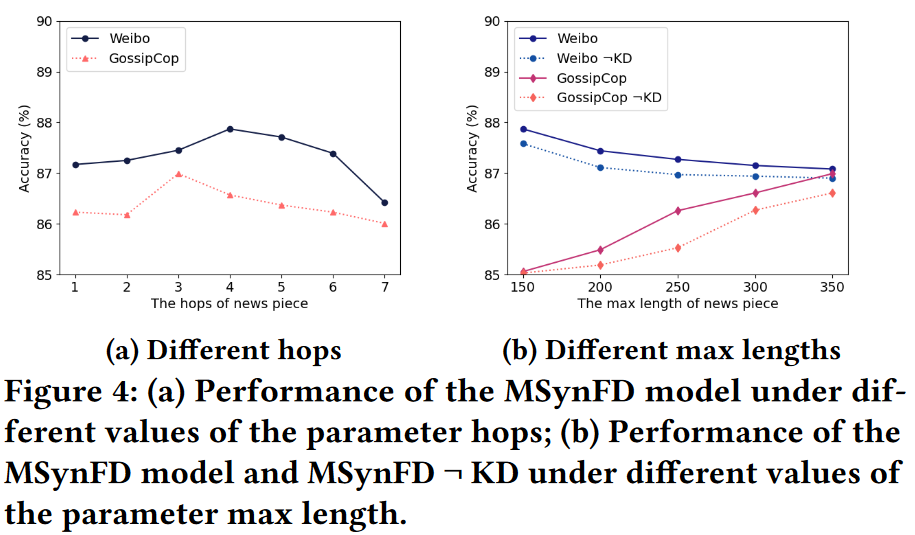 90
89
88
87
86
85
Accuracy (%)
Weibo
GossipCop
1 2 3 4 5 6 7
The hops of news piece
(a) Different hops
90
89
88
87
86
85
Accuracy (%)
Weibo
Weibo ¬KD
GossipCop
GossipCop ¬KD
150 200 250 300 350
The max length of news piece
(b) Different max lengths
Figure 4: (a) Performance of the MSynFD model under dif-
ferent values of the parameter hops; (b) Performance of the
MSynFD model and MSynFD ¬ KD under different values of
the parameter max length.